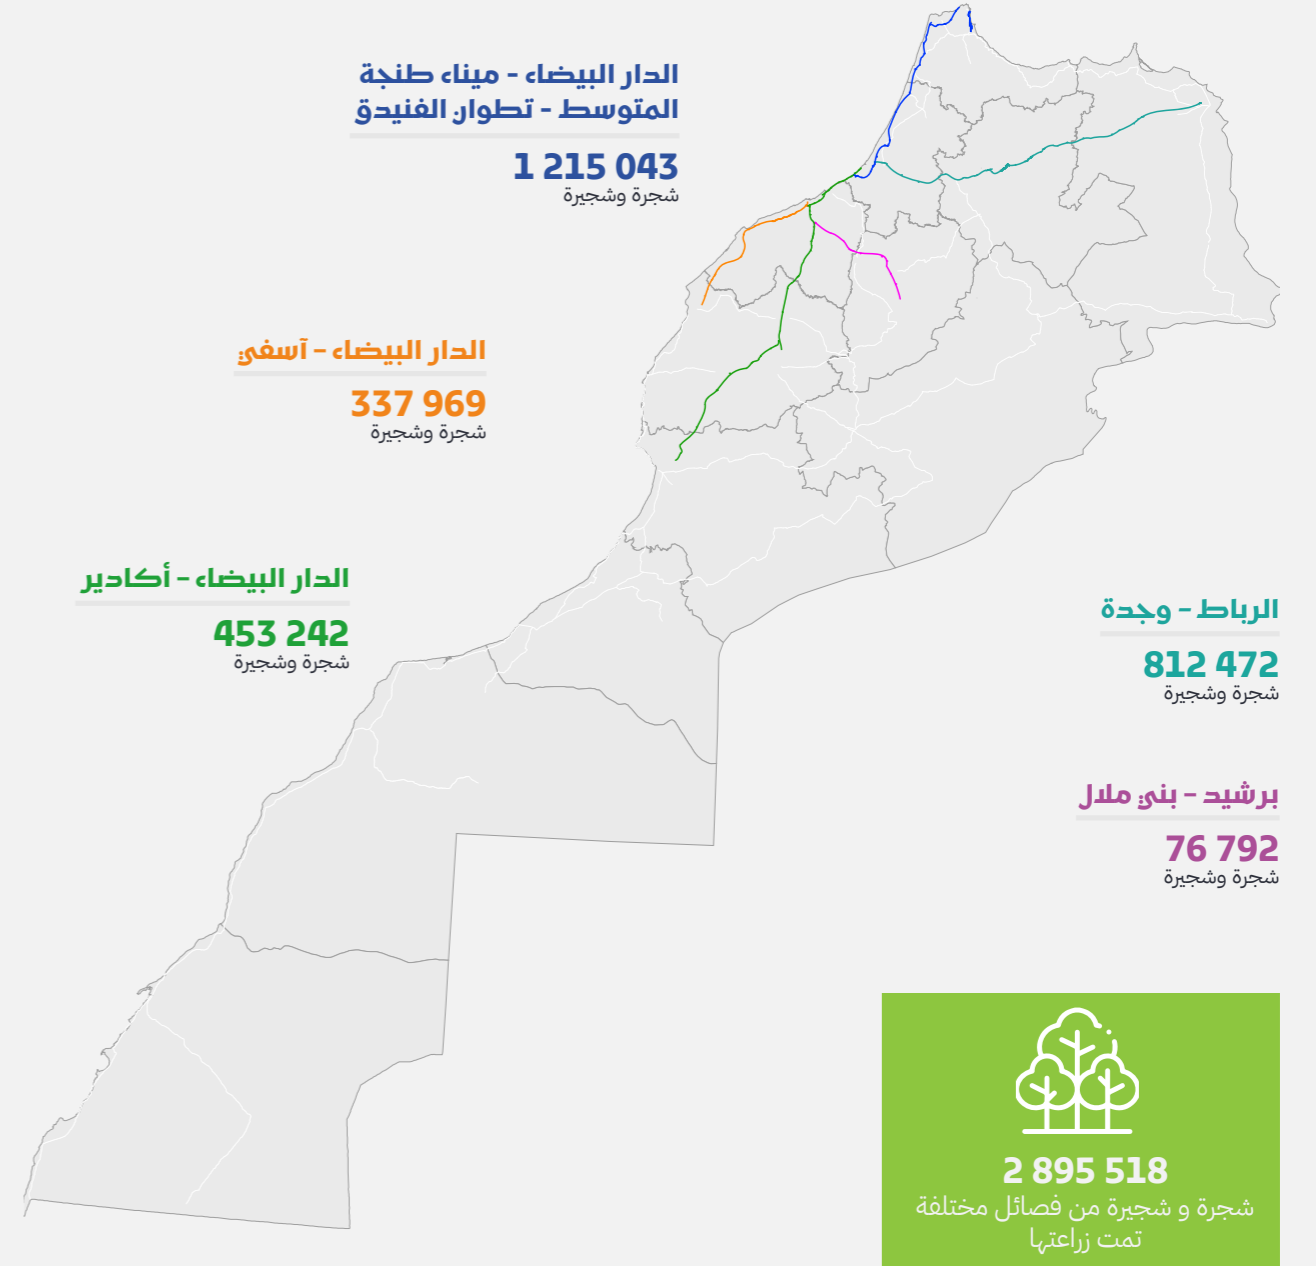 الدار البيضاء - ميناء طنجة
المتوسط - تطوان الفنيدق
1 215 043
شجرة وشجيرة
الدار البيضاء - آسفي
337 969
شجرة وشجيرة
الدار البيضاء - أكادير
453 242
شجرة وشجيرة
الرباط - وجدة
812 472
شجرة وشجيرة
برشيد - بني ملال
76 792
شجرة وشجيرة
2 895 518
شجرة و شجيرة من فصائل مختلفة
تمت زراعتها